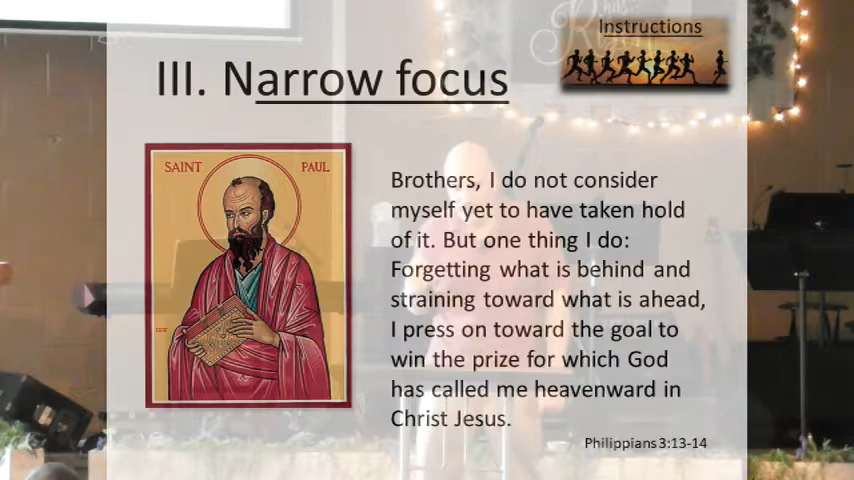 Instructions
III. Narrow focus
SAINT PAUL
Brothers, I do not consider
myself yet to have taken hold
of it. But one thing I do:
Forgetting what is behind and
straining toward what is ahead,
I press on toward the goal to
win the prize for which God
has called me heavenward in
Christ Jesus.
Philippians 3:13-14